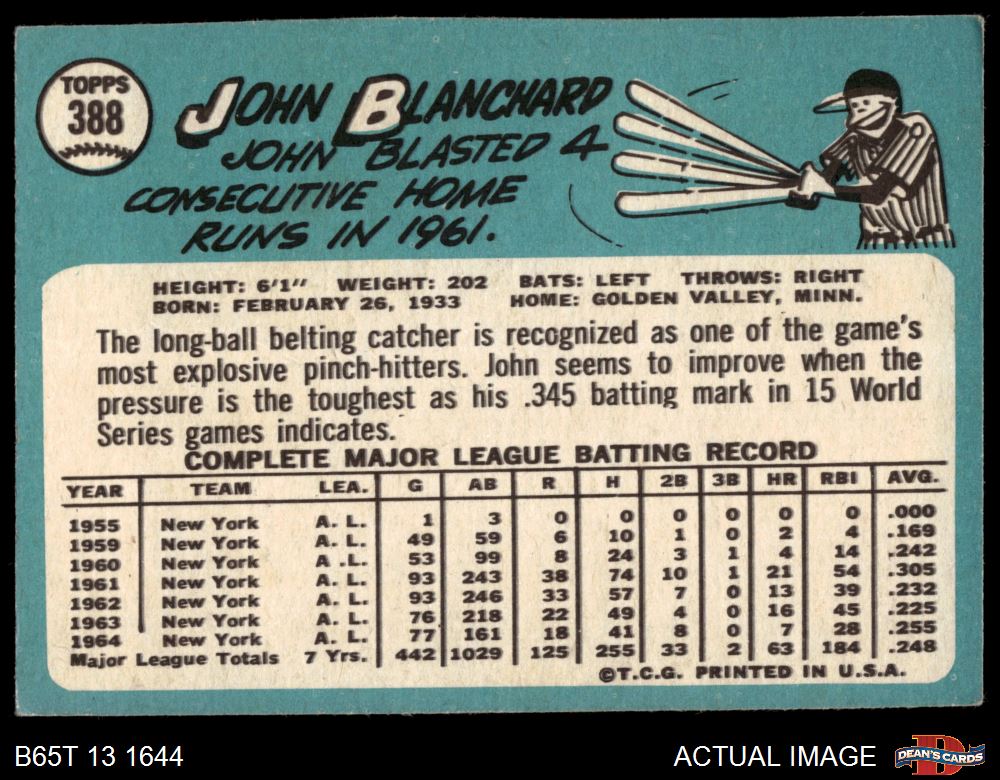 TOPPS
388
JOHN BLANCHARD
JOHN BLASTED 4
CONSECUTIVE HOME
RUNS IN 1961.
HEIGHT: 6'1" WEIGHT: 202 BATS: LEFT THROWS: RIGHT
BORN: FEBRUARY 26, 1933 HOME: GOLDEN VALLEY, MINN.
The long-ball belting catcher is recognized as one of the game's
most explosive pinch-hitters. John seems to improve when the
pressure is the toughest as his .345 batting mark in 15 World
Series games indicates.
COMPLETE MAJOR LEAGUE BATTING RECORD
YEAR TEAM LEA. G AB R H 2B 3B HR RBI AVG.
1955 New York A. L. 1 3 0 0 0 0 0 0 .000
1959 New York A. L. 49 59 6 10 1 0 2 4 .169
1960 New York A .L. 53 99 8 24 3 1 4 14 .242
1961 New York A. L. 93 243 38 74 10 1 21 54 .305
1962 New York A. L. 93 246 33 57 7 0 13 39 .232
1963 New York A. L. 76 218 22 49 4 0 16 45 .225
1964 New York A. L. 77 161 18 41 8 0 7 28 .255
Major League Totals 7 Yrs. 442 1029 125 255 33 2 63 184 .248
©T.C.G. PRINTED IN U.S.A.
B65T 13 1644 ACTUAL IMAGE DEAN'S CARDS